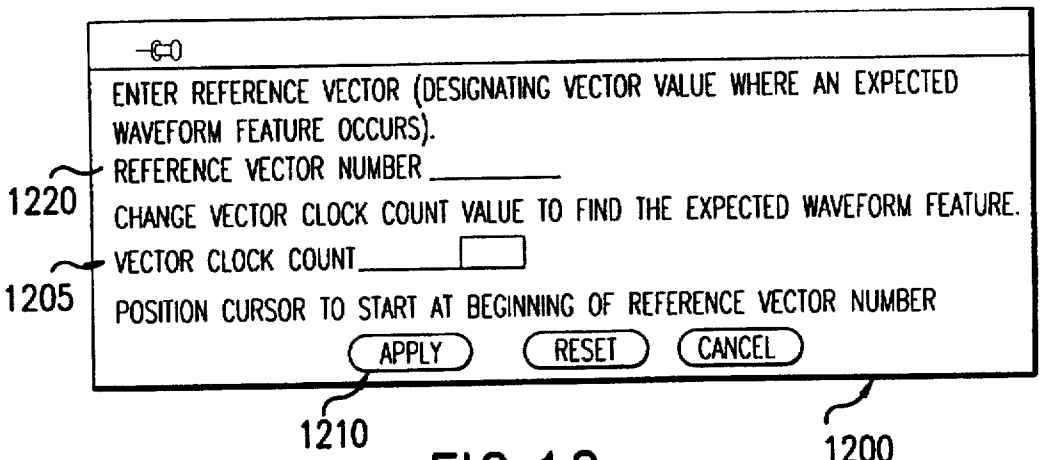 ENTER REFERENCE VECTOR (DESIGNATING VECTOR VALUE WHERE AN EXPECTED
WAVEFORM FEATURE OCCURS).
1220 REFERENCE VECTOR NUMBER
CHANGE VECTOR CLOCK COUNT VALUE TO FIND THE EXPECTED WAVEFORM FEATURE.
1205 VECTOR CLOCK COUNT
POSITION CURSOR TO START AT BEGINNING OF REFERENCE VECTOR NUMBER
APPLY RESET CANCEL
1210 1200